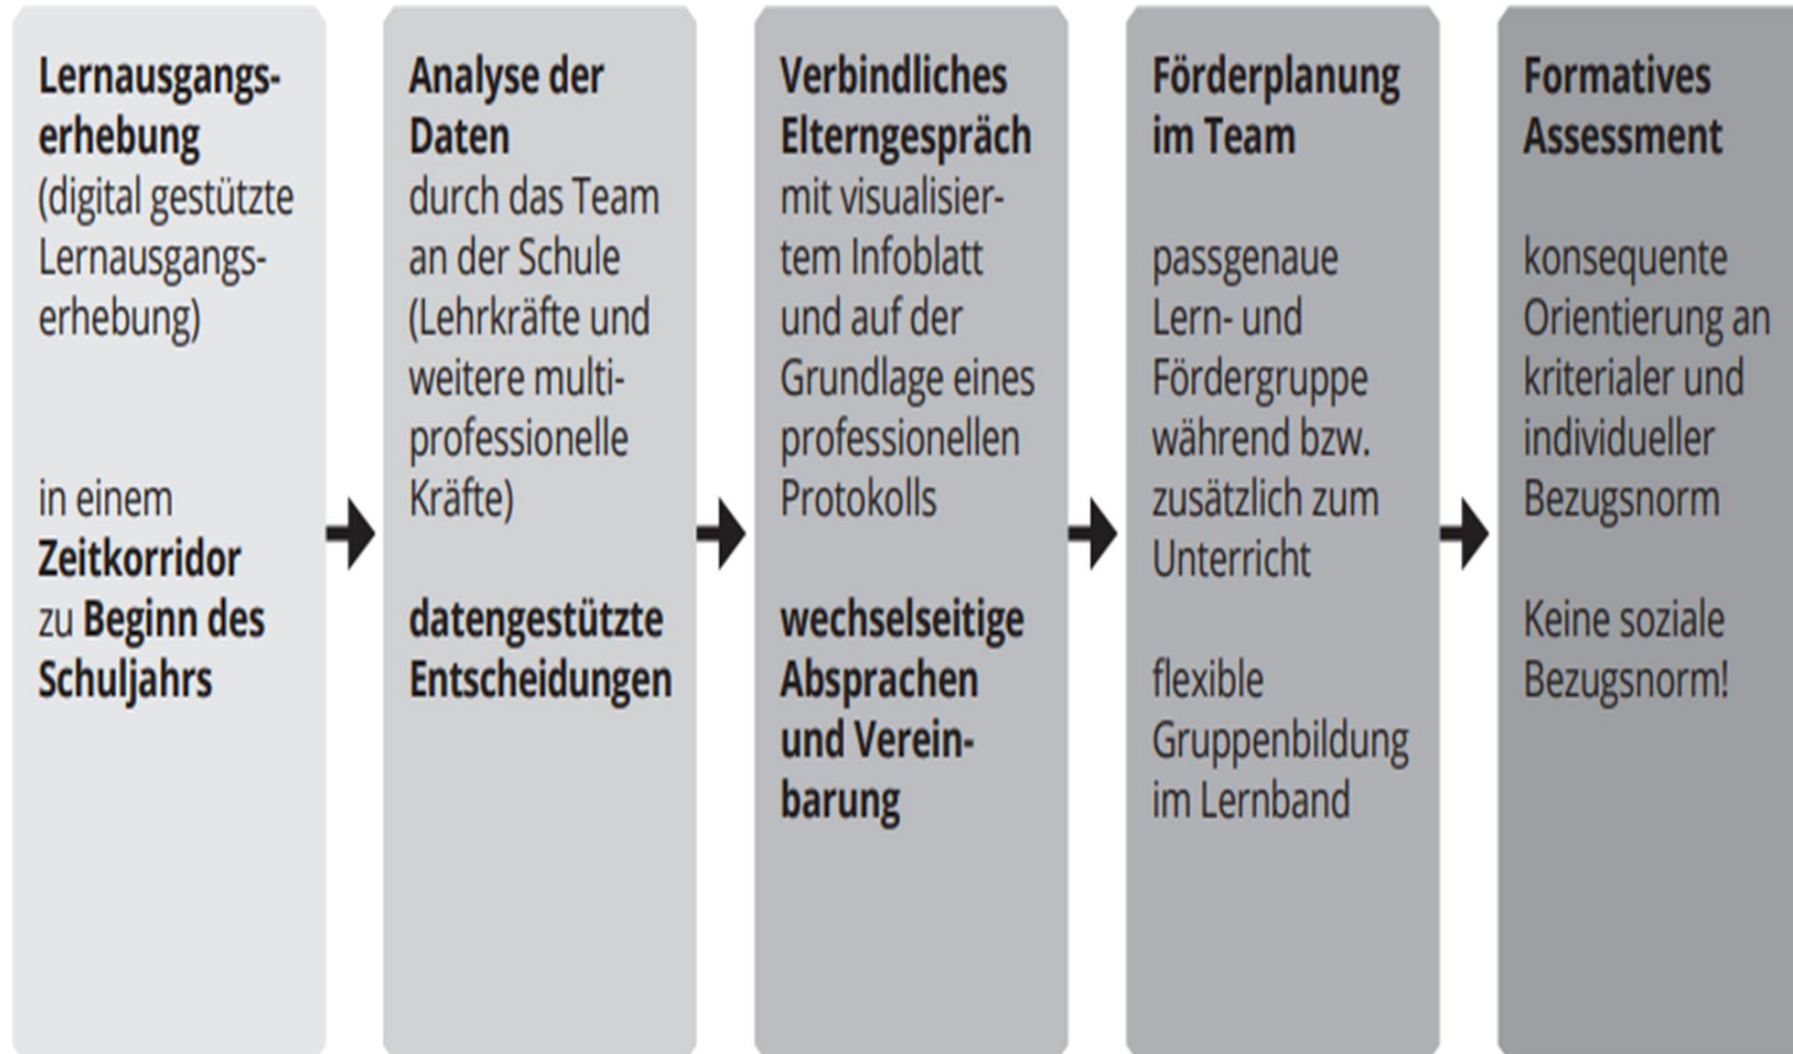 Lernausgangs-
erhebung
(digital gestützte
Lernausgangs-
erhebung)
in einem
Zeitkorridor
zu Beginn des
Schuljahrs
Analyse der
Daten
durch das Team
an der Schule
(Lehrkräfte und
weitere multi-
professionelle
Kräfte)
datengestützte
Entscheidungen
Verbindliches
Elterngespräch
mit visualisier-
tem Infoblatt
und auf der
Grundlage eines
professionellen
Protokolls
wechselseitige
Absprachen
und Verein-
barung
Förderplanung
im Team
passgenaue
Lern- und
Fördergruppe
während bzw.
zusätzlich zum
Unterricht
flexible
Gruppenbildung
im Lernband
Formatives
Assessment
konsequente
Orientierung an
kriterialer und
individueller
Bezugsnorm
Keine soziale
Bezugsnorm!